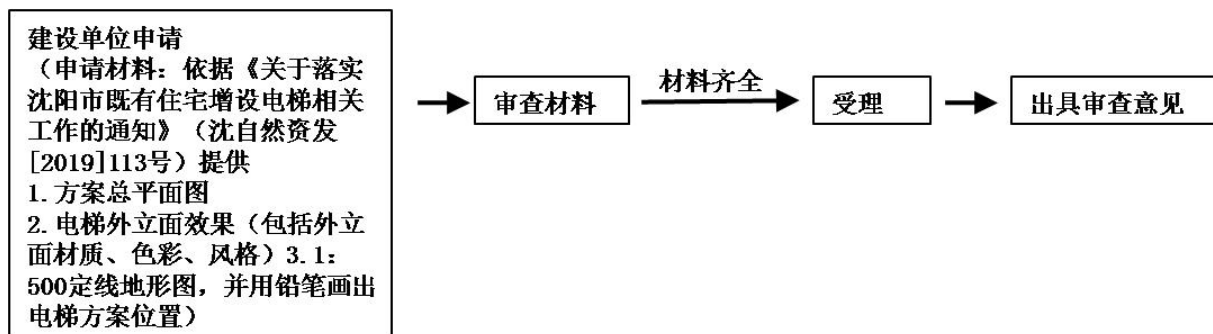 建设单位申请
（申请材料：依据《关于落实
沈阳市既有住宅增设电梯相关
工作的通知》（沈自然资发
[2019]113号）提供
1.方案总平面图
2.电梯外立面效果（包括外立
面材质、色彩、风格）3.1：
500定线地形图，并用铅笔画出
电梯方案位置）
审查材料
材料齐全
受理
出具审查意见